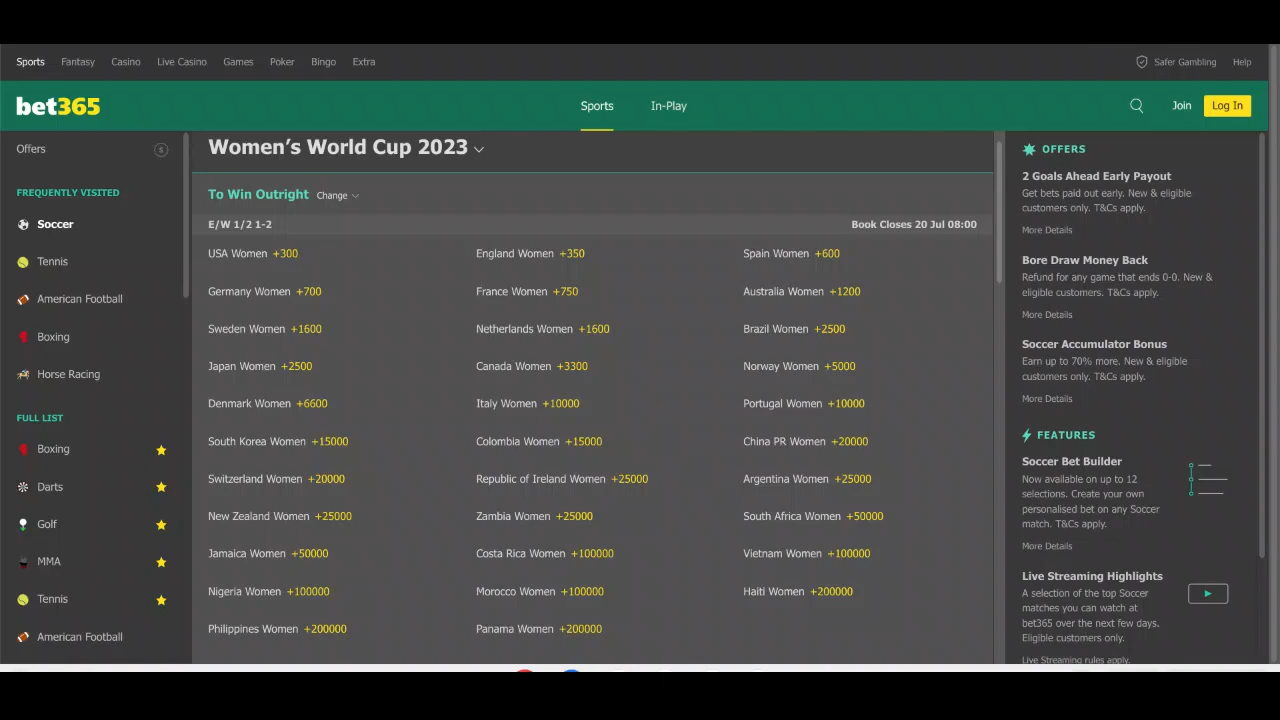 Sports Fantasy Casino Live Casino Games Poker Bingo Extra Safer Gambling Help
bet365 Sports In-Play Join Log In
Offers
FREQUENTLY VISITED
Soccer
Tennis
American Football
Boxing
Horse Racing
FULL LIST
Boxing
Darts
Golf
MMA
Tennis
American Football
Women's World Cup 2023
To Win Outright Change
E/W 1/2 1-2 Book Closes 20 Jul 08:00
USA Women +300 England Women +350 Spain Women +600
Germany Women +700 France Women +750 Australia Women +1200
Sweden Women +1600 Netherlands Women +1600 Brazil Women +2500
Japan Women +2500 Canada Women +3300 Norway Women +5000
Denmark Women +6600 Italy Women +10000 Portugal Women +10000
South Korea Women +15000 Colombia Women +15000 China PR Women +20000
Switzerland Women +20000 Republic of Ireland Women +25000 Argentina Women +25000
New Zealand Women +25000 Zambia Women +25000 South Africa Women +50000
Jamaica Women +50000 Costa Rica Women +100000 Vietnam Women +100000
Nigeria Women +100000 Morocco Women +100000 Haiti Women +200000
Philippines Women +200000 Panama Women +200000
OFFERS
2 Goals Ahead Early Payout
Get bets paid out early. New & eligible
customers only. T&Cs apply.
More Details
Bore Draw Money Back
Refund for any game that ends 0-0. New &
eligible customers. T&Cs apply.
More Details
Soccer Accumulator Bonus
Earn up to 70% more. New & eligible
customers only. T&Cs apply.
More Details
FEATURES
Soccer Bet Builder
Now available on up to 12
selections. Create your own
personalised bet on any Soccer
match. T&Cs apply.
More Details
Live Streaming Highlights
A selection of the top Soccer
matches you can watch at
bet365 over the next few days.
Eligible customers only.
Live Streaming rules apply.